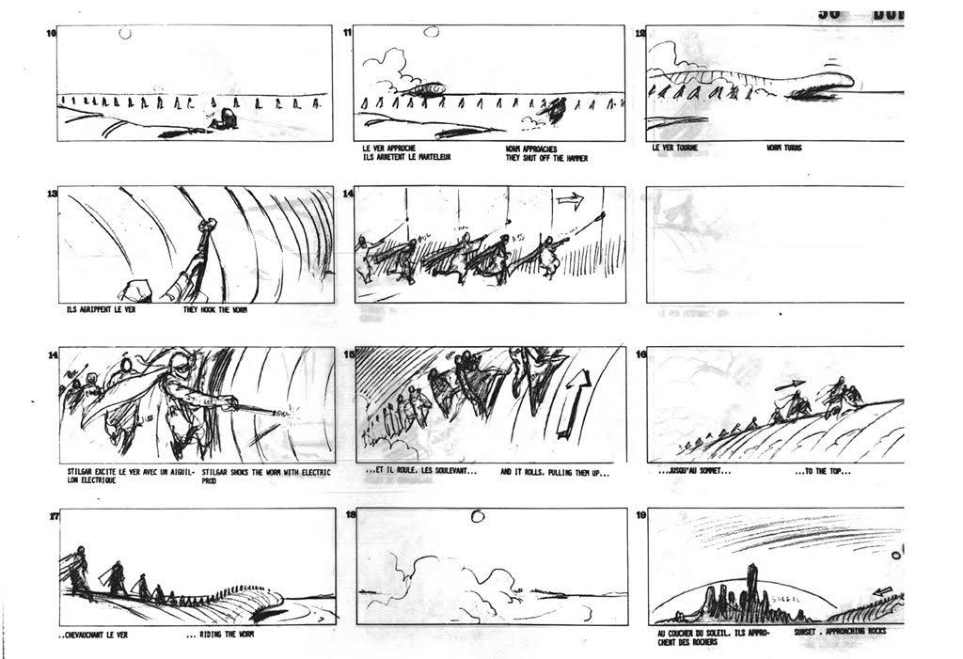 10
11
12
LE VER APPROCHE
ILS ARRETENT LE MARTELEUR
WORM APPROACHES
THEY SHUT OFF THE HAMMER
LE VER TOURNE
WORM TURNS
13
14
ILS AGRIPPENT LE VER
THEY HOOK THE WORM
14
15
16
STILGAR EXCITE LE VER AVEC UN AIGUIL-
LON ELECTRIQUE
STILGAR SHOKS THE WORM WITH ELECTRIC
PROD
...ET IL ROULE. LES SOULEVANT...
AND IT ROLLS. PULLING THEM UP...
...JUSQU'AU SOMMET...
...TO THE TOP...
17
18
19
..CHEVAUCHANT LE VER
... RIDING THE WORM
AU COUCHER DU SOLEIL. ILS APPRO-
CHENT DES ROCHERS
SUNSET . APPROACHING ROCKS